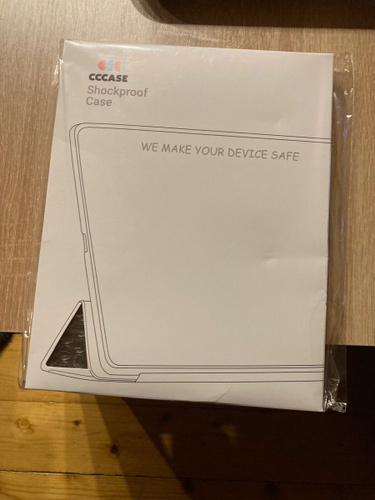 CCCASE
Shockproof
Case
WE MAKE YOUR DEVICE SAFE